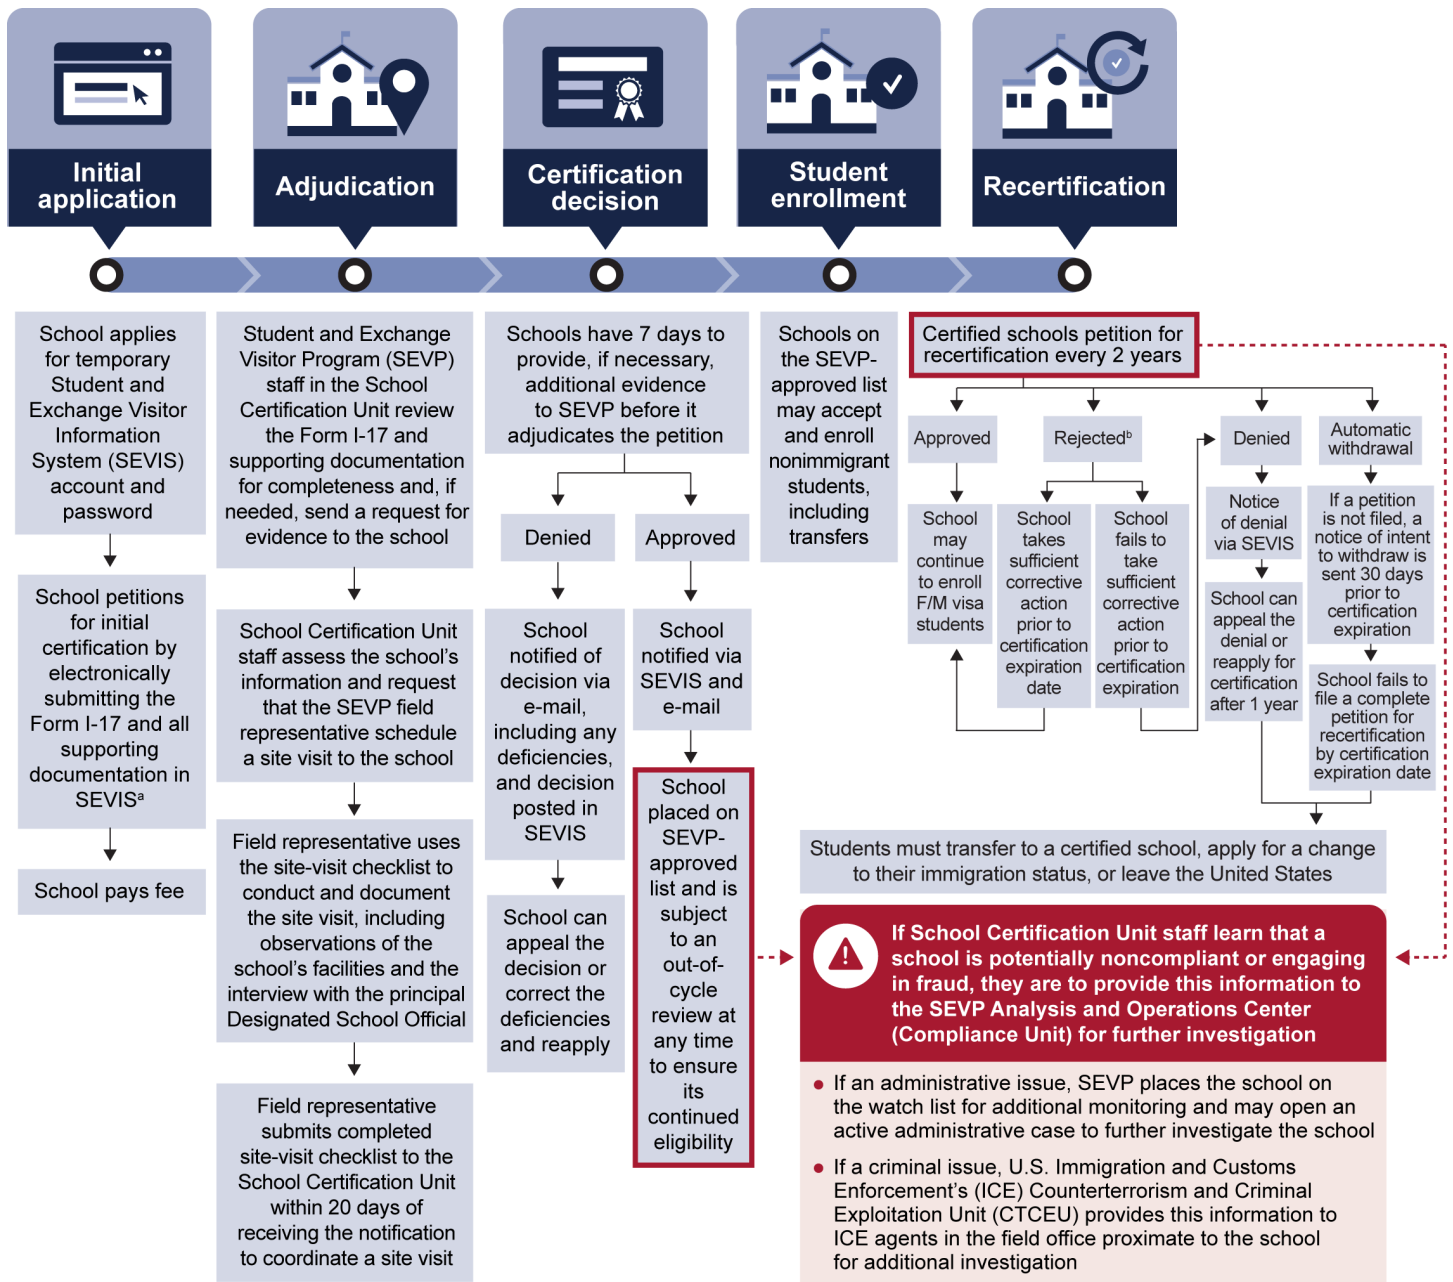 Initial
application
Adjudication
Certification
decision
Student
enrollment
Recertification
School applies
for temporary
Student and
Exchange Visitor
Information
System (SEVIS)
account and
password
School petitions
for initial
certification by
electronically
submitting the
Form I-17 and all
supporting
documentation in
SEVISᵃ
School pays fee
Student and Exchange
Visitor Program (SEVP)
staff in the School
Certification Unit review
the Form I-17 and
supporting documentation
for completeness and, if
needed, send a request for
evidence to the school
School Certification Unit
staff assess the school’s
information and request
that the SEVP field
representative schedule
a site visit to the school
Field representative uses
the site-visit checklist to
conduct and document
the site visit, including
observations of the
school’s facilities and the
interview with the principal
Designated School Official
Field representative
submits completed
site-visit checklist to the
School Certification Unit
within 20 days of
receiving the notification
to coordinate a site visit
Schools have 7 days to
provide, if necessary,
additional evidence
to SEVP before it
adjudicates the petition
Denied
School
notified of
decision via
e-mail,
including any
deficiencies,
and decision
posted in
SEVIS
School can
appeal the
decision or
correct the
deficiencies
and reapply
Approved
School
notified via
SEVIS and
e-mail
School
placed on
SEVP-
approved
list and is
subject
to an
out-of-
cycle
review at
any time
to ensure
its
continued
eligibility
Schools on
the SEVP-
approved list
may accept
and enroll
nonimmigrant
students,
including
transfers
Certified schools petition for
recertification every 2 years
Approved
School
may
continue
to enroll
F/M visa
students
Rejectedᵇ
School
takes
sufficient
corrective
action
prior to
certification
expiration
date
School
fails to
take
sufficient
corrective
action
prior to
certification
expiration
Denied
Notice
of denial
via SEVIS
School can
appeal the
denial or
reapply for
certification
after 1 year
Automatic
withdrawal
If a petition
is not filed, a
notice of intent
to withdraw is
sent 30 days
prior to
certification
expiration
School fails to
file a complete
petition for
recertification
by certification
expiration date
Students must transfer to a certified school, apply for a change
to their immigration status, or leave the United States
If School Certification Unit staff learn that a
school is potentially noncompliant or engaging
in fraud, they are to provide this information to
the SEVP Analysis and Operations Center
(Compliance Unit) for further investigation
● If an administrative issue, SEVP places the school on
the watch list for additional monitoring and may open an
active administrative case to further investigate the school
● If a criminal issue, U.S. Immigration and Customs
Enforcement’s (ICE) Counterterrorism and Criminal
Exploitation Unit (CTCEU) provides this information to
ICE agents in the field office proximate to the school
for additional investigation